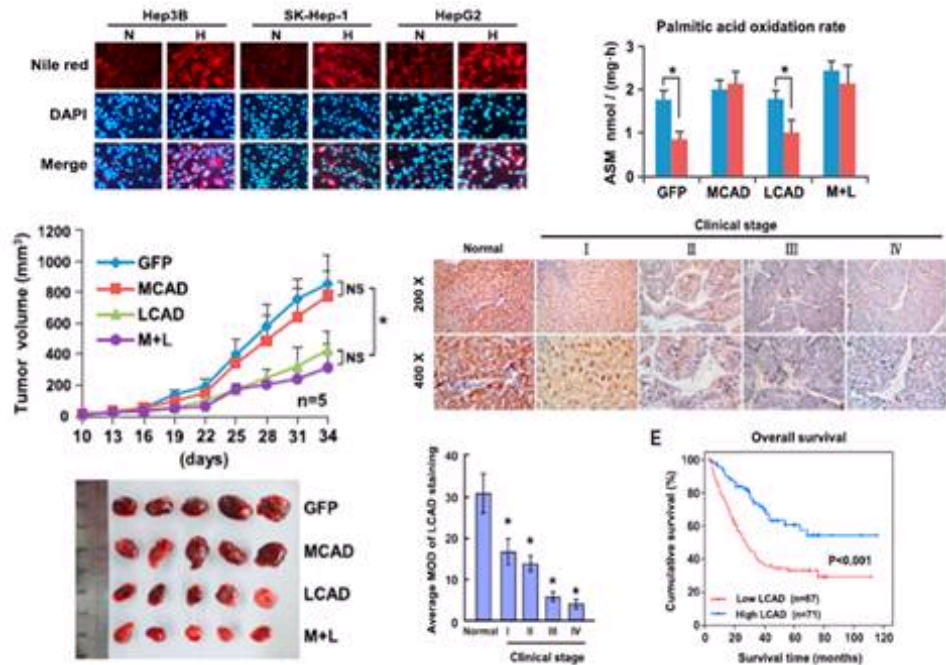 Hep3B SK-Hep-1 HepG2
N H N H N H
Nile red
DAPI
Merge
Palmitic acid oxidation rate
ASM nmol / (mg·h)
3
2
1
0
* *
GFP MCAD LCAD M+L
Tumor volume (mm³)
1200
1000
800
600
400
200
0
GFP
MCAD
LCAD
M+L
NS
*
NS
n=5
10 13 16 19 22 25 28 31 34
(days)
Clinical stage
Normal I II III IV
200 X
400 X
GFP
MCAD
LCAD
M+L
Average MOD of LCAD staining
40
30
20
10
0
* * * *
Normal I II III IV
Clinical stage
E Overall survival
Cumulative survival (%)
100
80
60
40
20
0
P<0.001
Low LCAD (n=67)
High LCAD (n=71)
0 20 40 60 80 100 120
Survival time (months)